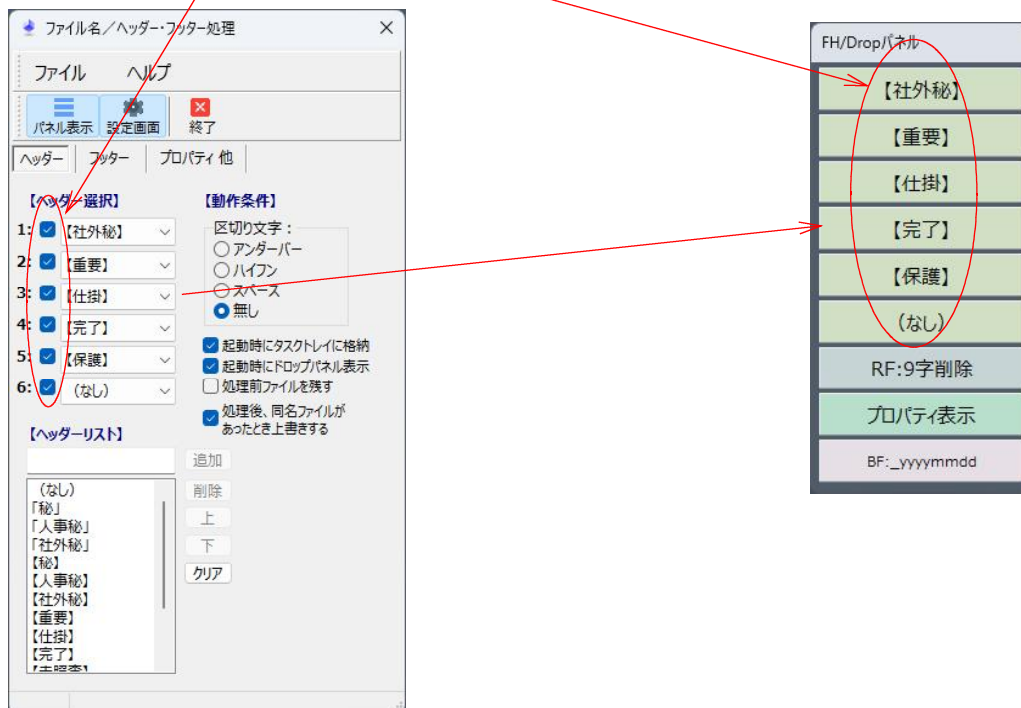 ファイル名／ヘッダー・フッター処理
ファイル ヘルプ
パネル表示 設定画面 終了
ヘッダー フッター プロパティ 他
【ヘッダー選択】
1: 【社外秘】
2: 【重要】
3: 【仕掛】
4: 【完了】
5: 【保護】
6: （なし）
【動作条件】
区切り文字：
アンダーバー
ハイフン
スペース
無し
起動時にタスクトレイに格納
起動時にドロップパネル表示
処理前ファイルを残す
処理後、同名ファイルが
あったとき上書きする
【ヘッダーリスト】
追加
削除
上
下
クリア
（なし）
「秘」
「人事秘」
「社外秘」
【秘】
【人事秘】
【社外秘】
【重要】
【仕掛】
【完了】
FH/Dropパネル
【社外秘】
【重要】
【仕掛】
【完了】
【保護】
（なし）
RF:9字削除
プロパティ表示
BF:_yyyymmdd